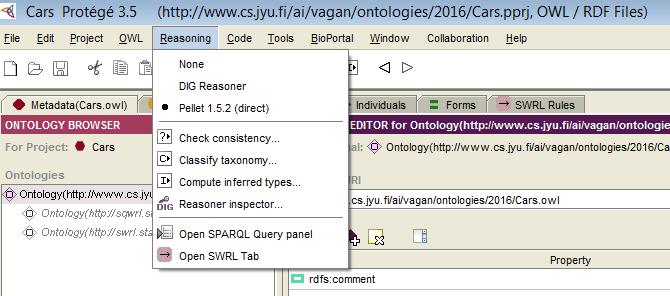 Cars Protégé 3.5 (http://www.cs.jyu.fi/ai/vagan/ontologies/2016/Cars.pprj, OWL / RDF Files)
File Edit Project OWL Reasoning Code Tools BioPortal Window Collaboration Help
None
DIG Reasoner
Pellet 1.5.2 (direct)
Metadata(Cars.owl) Individuals Forms SWRL Rules
ONTOLOGY BROWSER EDITOR for Ontology(http://www.cs.jyu.fi/ai/vagan/ontologie
Check consistency...
For Project: Cars Ontology(http://www.cs.jyu.fi/ai/vagan/ontologies/2016/Ca
Classify taxonomy...
Ontologies
Compute inferred types...
Ontology(http://www.cs.jyu .cs.jyu.fi/ai/vagan/ontologies/2016/Cars.owl
DIG Reasoner inspector...
Ontology(http://sqwrl.sta
Ontology(http://swrl.sta Open SPARQL Query panel
Open SWRL Tab
Property
rdfs:comment